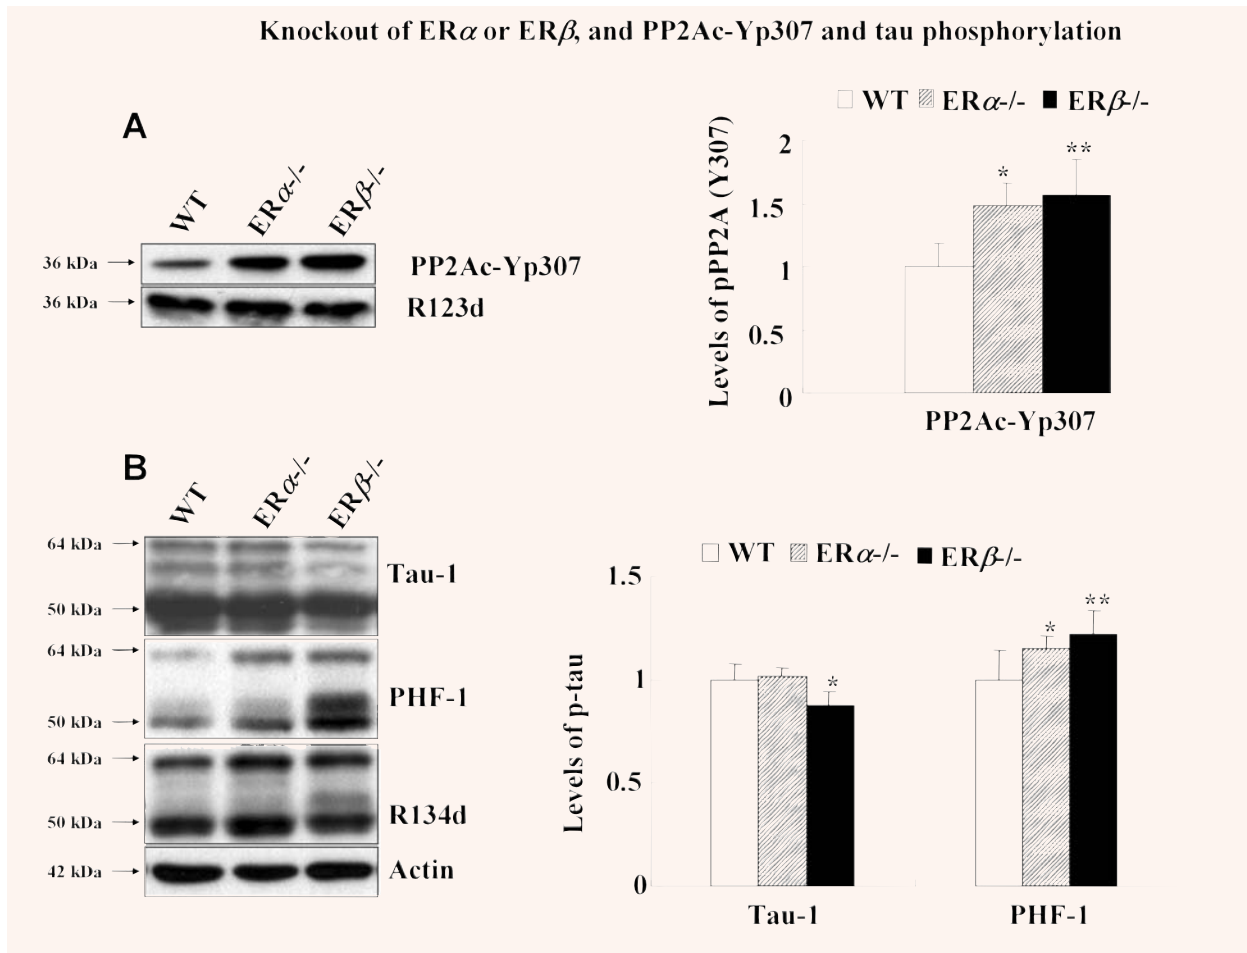 Knockout of ERα or ERβ, and PP2Ac-Yp307 and tau phosphorylation
A
WT ERα-/- ERβ-/-
36 kDa PP2Ac-Yp307
36 kDa R123d
WT ERα-/- ERβ-/-
Levels of pPP2A (Y307)
2
1.5
1
0.5
0
* **
PP2Ac-Yp307
B
WT ERα-/- ERβ-/-
64 kDa
Tau-1
50 kDa
64 kDa
PHF-1
50 kDa
64 kDa
R134d
50 kDa
42 kDa Actin
WT ERα-/- ERβ-/-
Levels of p-tau
1.5
1
0.5
0
* * **
Tau-1 PHF-1